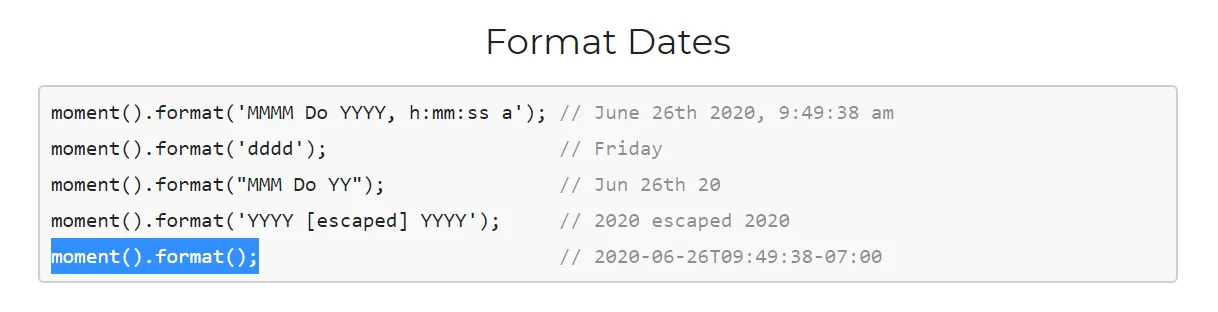 Format Dates
moment().format('MMMM Do YYYY, h:mm:ss a'); // June 26th 2020, 9:49:38 am
moment().format('dddd'); // Friday
moment().format("MMM Do YY"); // Jun 26th 20
moment().format('YYYY [escaped] YYYY'); // 2020 escaped 2020
moment().format(); // 2020-06-26T09:49:38-07:00